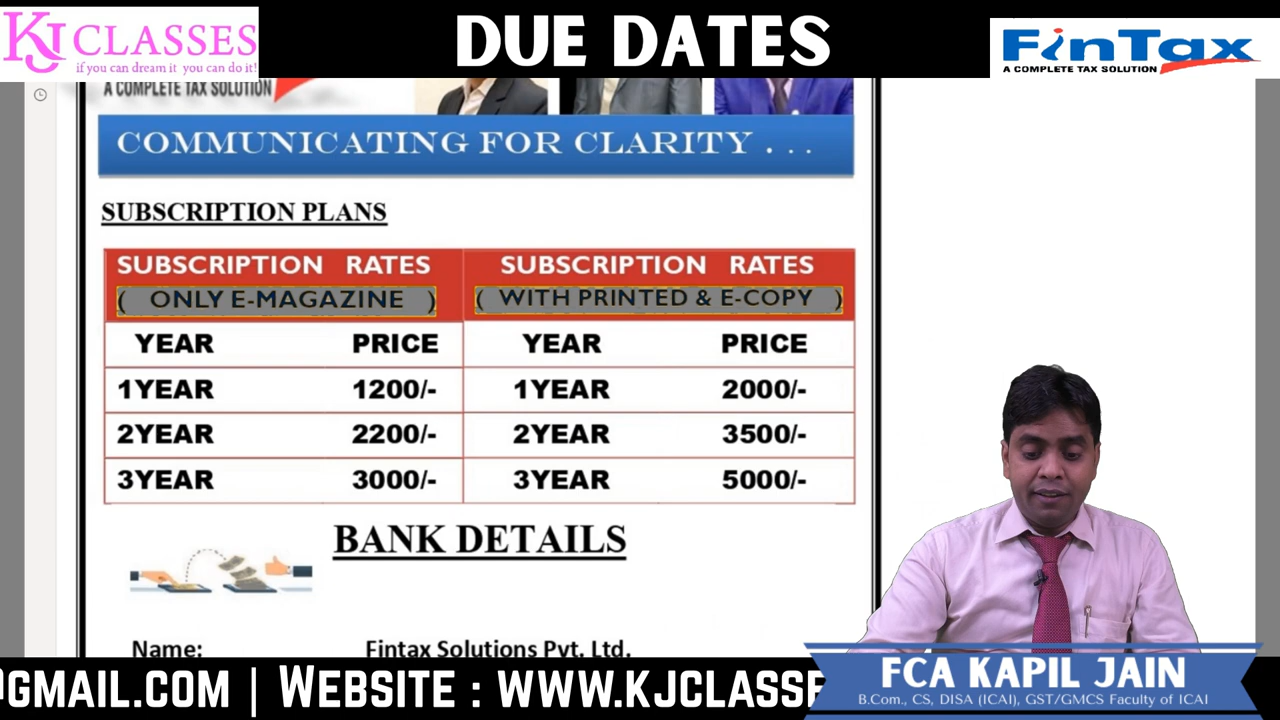 KJ CLASSES
if you can dream it you can do it!
DUE DATES
FinTax
A COMPLETE TAX SOLUTION
A COMPLETE TAX SOLUTION
COMMUNICATING FOR CLARITY . . .
SUBSCRIPTION PLANS
SUBSCRIPTION RATES SUBSCRIPTION RATES
( ONLY E-MAGAZINE ) ( WITH PRINTED & E-COPY )
YEAR PRICE YEAR PRICE
1YEAR 1200/- 1YEAR 2000/-
2YEAR 2200/- 2YEAR 3500/-
3YEAR 3000/- 3YEAR 5000/-
BANK DETAILS
Name: Fintax Solutions Pvt. Ltd.
@GMAIL.COM | WEBSITE : WWW.KJCLASSE
FCA KAPIL JAIN
B.Com., CS, DISA (ICAI), GST/GMCS Faculty of ICAI